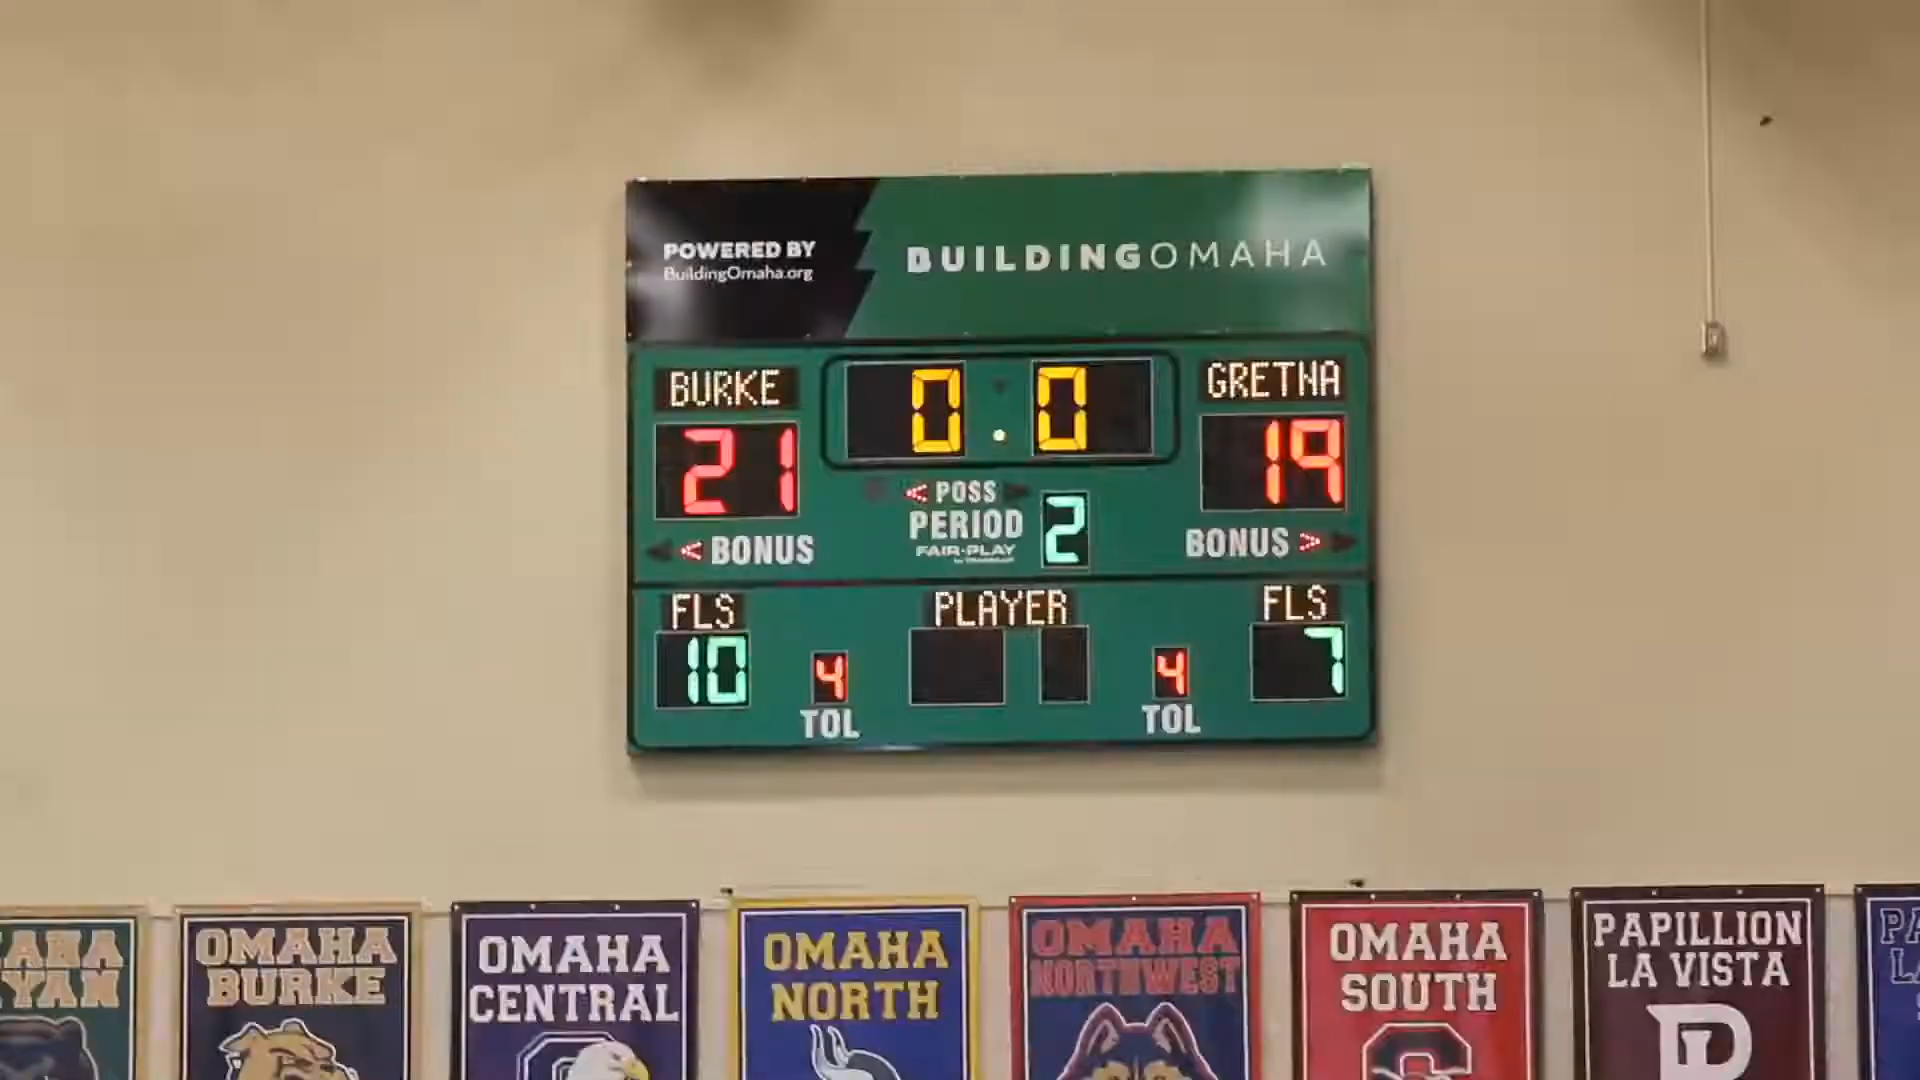 POWERED BY
BuildingOmaha.org
BUILDINGOMAHA
BURKE
0.0
GRETNA
21
19
POSS
PERIOD
2
FAIR-PLAY
BONUS
BONUS
FLS
PLAYER
FLS
10
4
4
7
TOL
TOL
OMAHA
BURKE
OMAHA
CENTRAL
OMAHA
NORTH
OMAHA
NORTHWEST
OMAHA
SOUTH
PAPILLION
LA VISTA